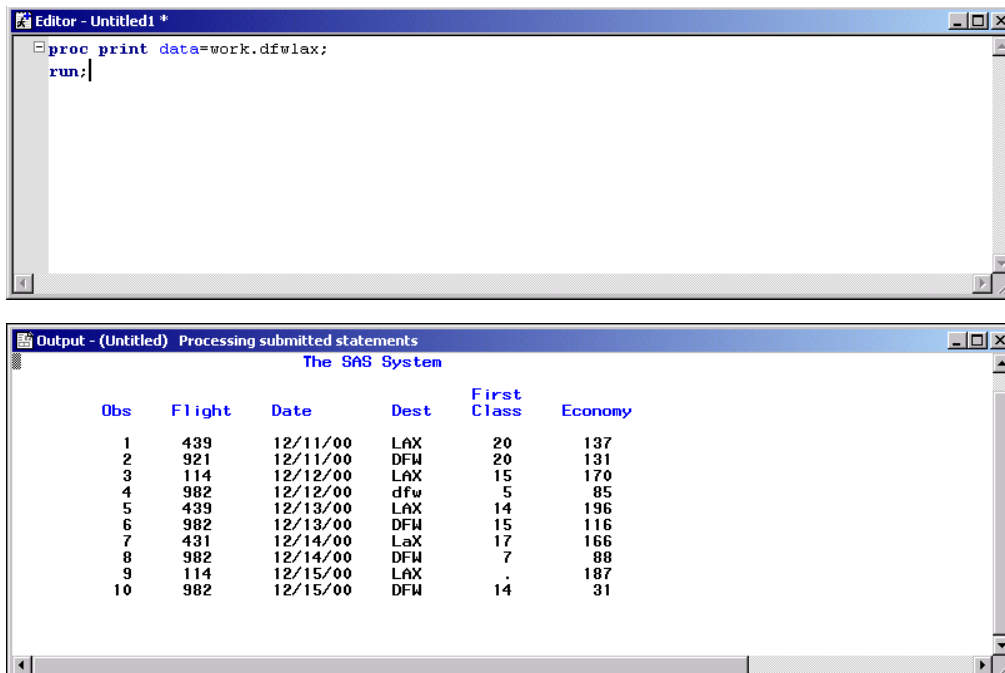 Editor - Untitled1 *
proc print data=work.dfwlax;
run;
Output - (Untitled) Processing submitted statements
The SAS System
First
Obs Flight Date Dest Class Economy
1 439 12/11/00 LAX 20 137
2 921 12/11/00 DFW 20 131
3 114 12/12/00 LAX 15 170
4 982 12/12/00 dfw 5 85
5 439 12/13/00 LAX 14 196
6 982 12/13/00 DFW 15 116
7 431 12/14/00 LaX 17 166
8 982 12/14/00 DFW 7 88
9 114 12/15/00 LAX . 187
10 982 12/15/00 DFW 14 31